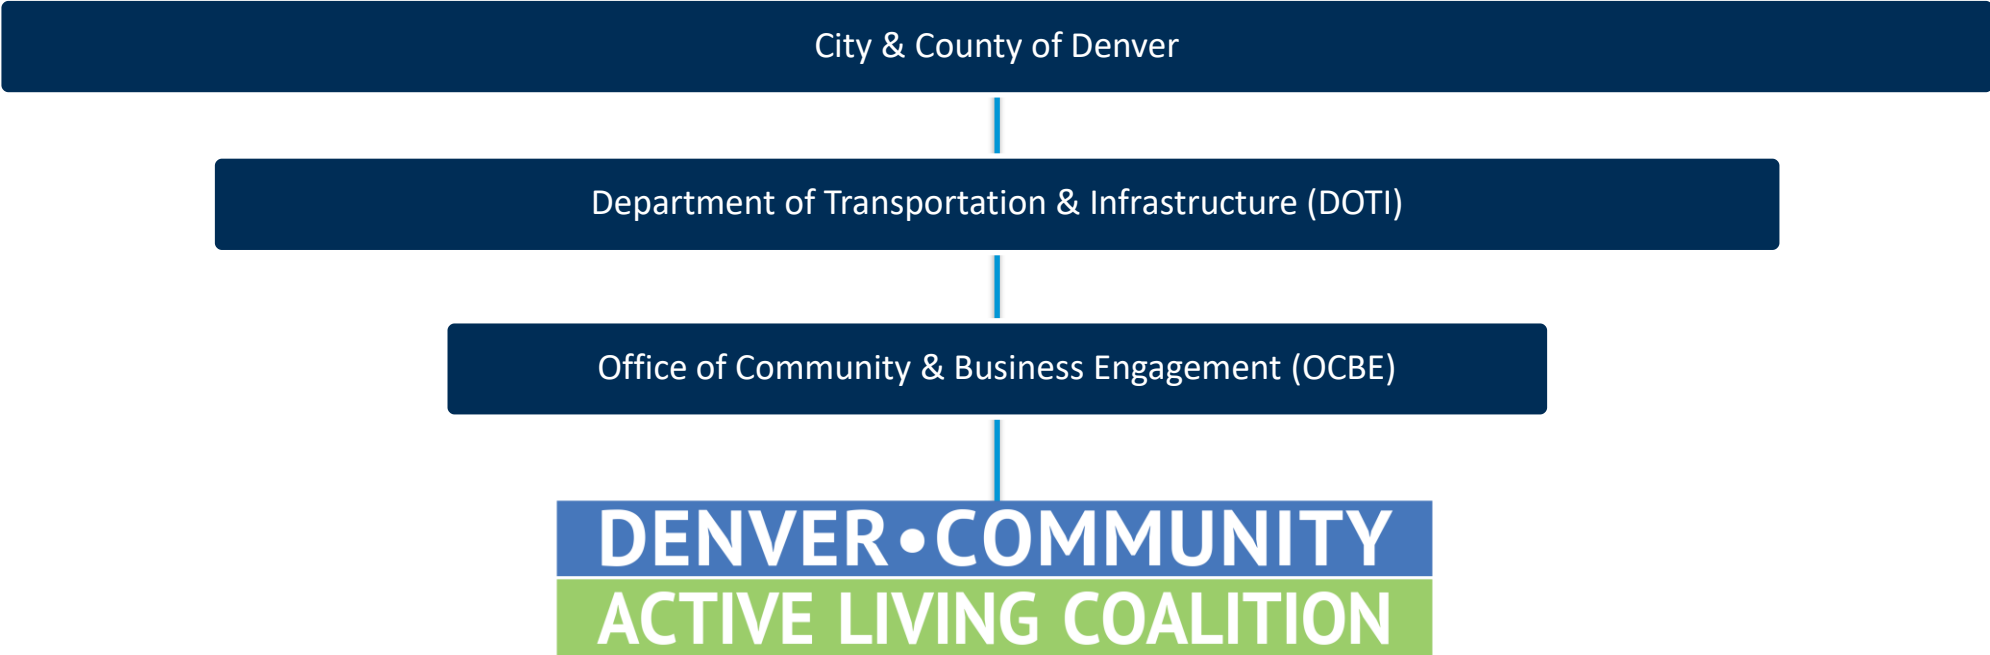 City & County of Denver
Department of Transportation & Infrastructure (DOTI)
Office of Community & Business Engagement (OCBE)
DENVER•COMMUNITY
ACTIVE LIVING COALITION